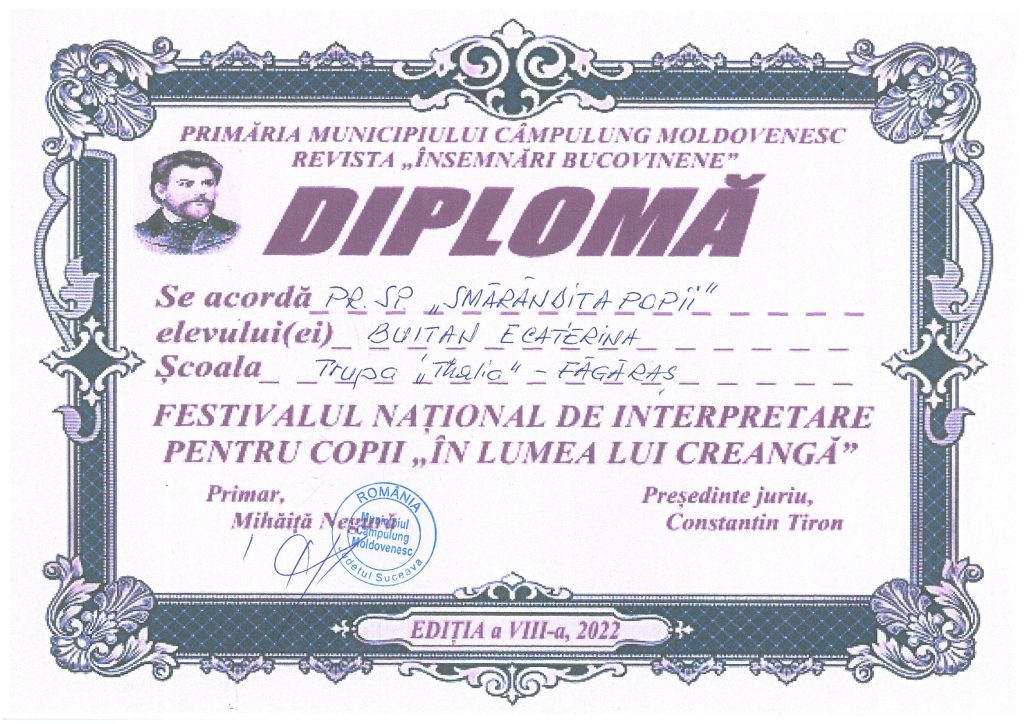 PRIMĂRIA MUNICIPIULUI CÂMPULUNG MOLDOVENESC
REVISTA „ÎNSEMNĂRI BUCOVINENE”
DIPLOMĂ
Se acordă PR. SP. „SMĂRĂNDIȚA POPII”
elevului(ei) BUITAN ECATERINA
Școala Trupa "Thalia" - FĂGĂRAȘ
FESTIVALUL NAȚIONAL DE INTERPRETARE
PENTRU COPII „ÎN LUMEA LUI CREANGĂ”
Primar,
Mihăiță Negură
Președinte juriu,
Constantin Tiron
ROMÂNIA
Municipiul
Câmpulung
Moldovenesc
Județul Suceava
EDIȚIA a VIII-a, 2022